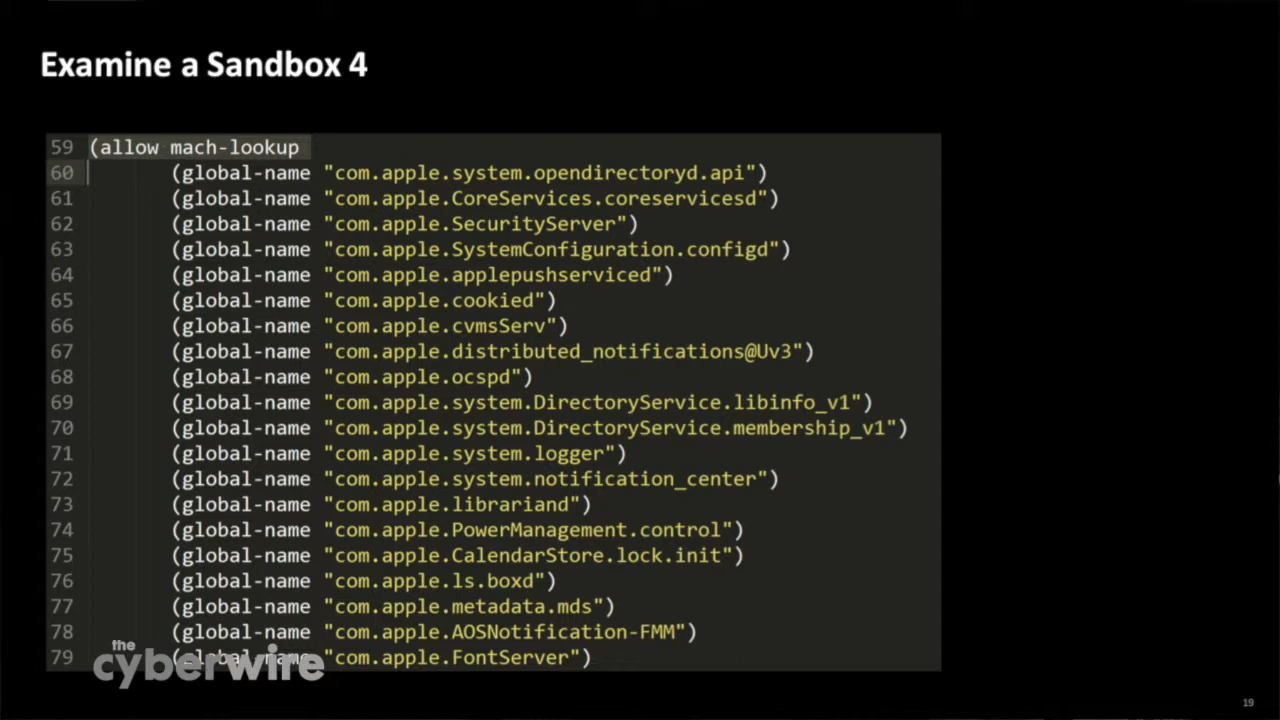 Examine a Sandbox 4
59 (allow mach-lookup
60 (global-name "com.apple.system.opendirectoryd.api")
61 (global-name "com.apple.CoreServices.coreservicesd")
62 (global-name "com.apple.SecurityServer")
63 (global-name "com.apple.SystemConfiguration.configd")
64 (global-name "com.apple.applepushserviced")
65 (global-name "com.apple.cookied")
66 (global-name "com.apple.cvmsServ")
67 (global-name "com.apple.distributed_notifications@Uv3")
68 (global-name "com.apple.ocspd")
69 (global-name "com.apple.system.DirectoryService.libinfo_v1")
70 (global-name "com.apple.system.DirectoryService.membership_v1")
71 (global-name "com.apple.system.logger")
72 (global-name "com.apple.system.notification_center")
73 (global-name "com.apple.librariand")
74 (global-name "com.apple.PowerManagement.control")
75 (global-name "com.apple.CalendarStore.lock.init")
76 (global-name "com.apple.ls.boxd")
77 (global-name "com.apple.metadata.mds")
78 (global-name "com.apple.AOSNotification-FMM")
79 (global-name "com.apple.FontServer")
the
cyberwire
19